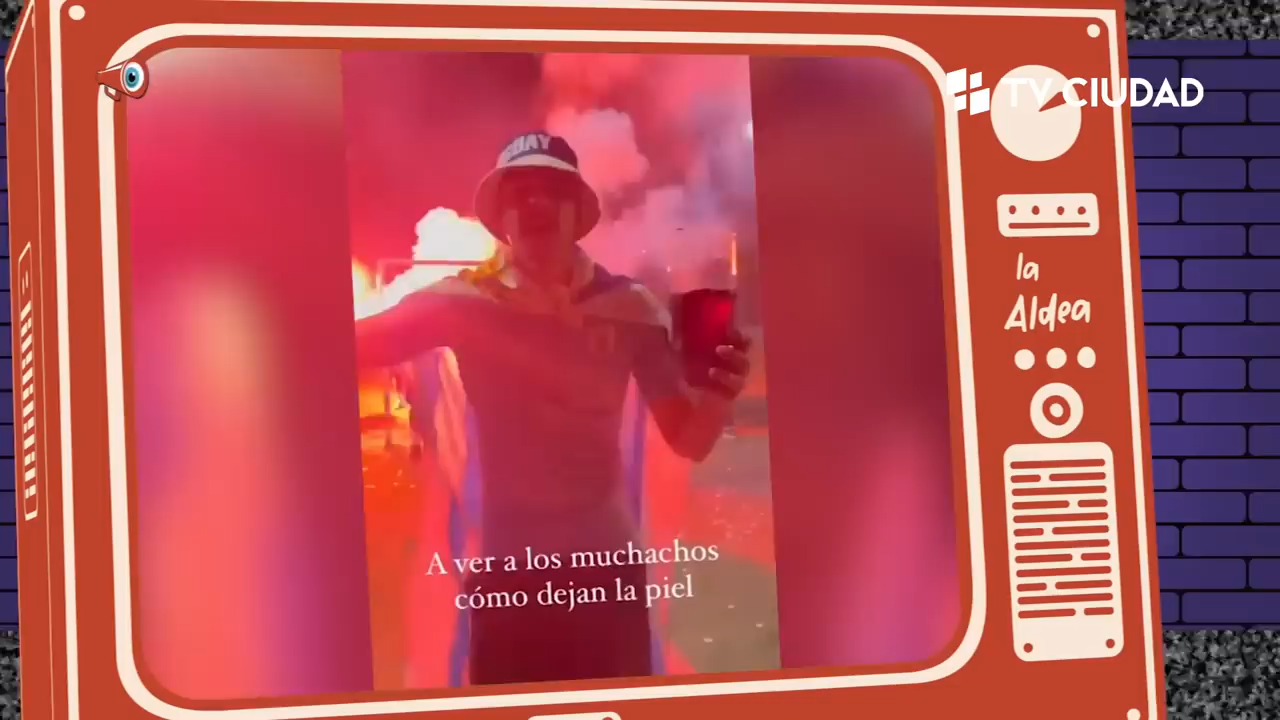 TV CIUDAD
la
Aldea
A ver a los muchachos
cómo dejan la piel